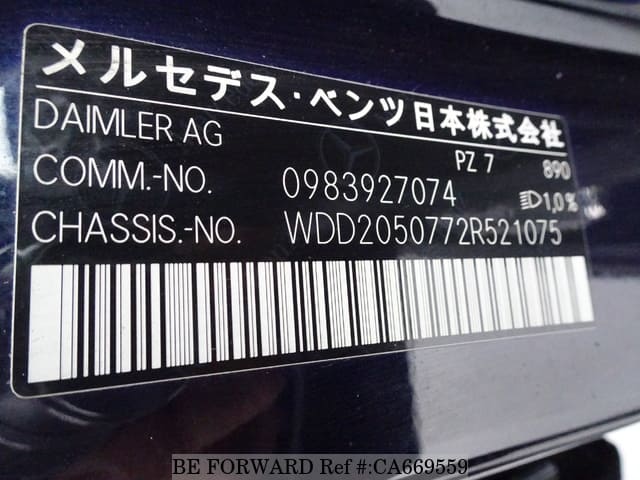 メルセデス・ベンツ日本株式会社
DAIMLER AG
PZ 7 890
COMM.-NO. 0983927074 1,0%
CHASSIS.-NO. WDD2050772R521075
BE FORWARD Ref #:CA669559